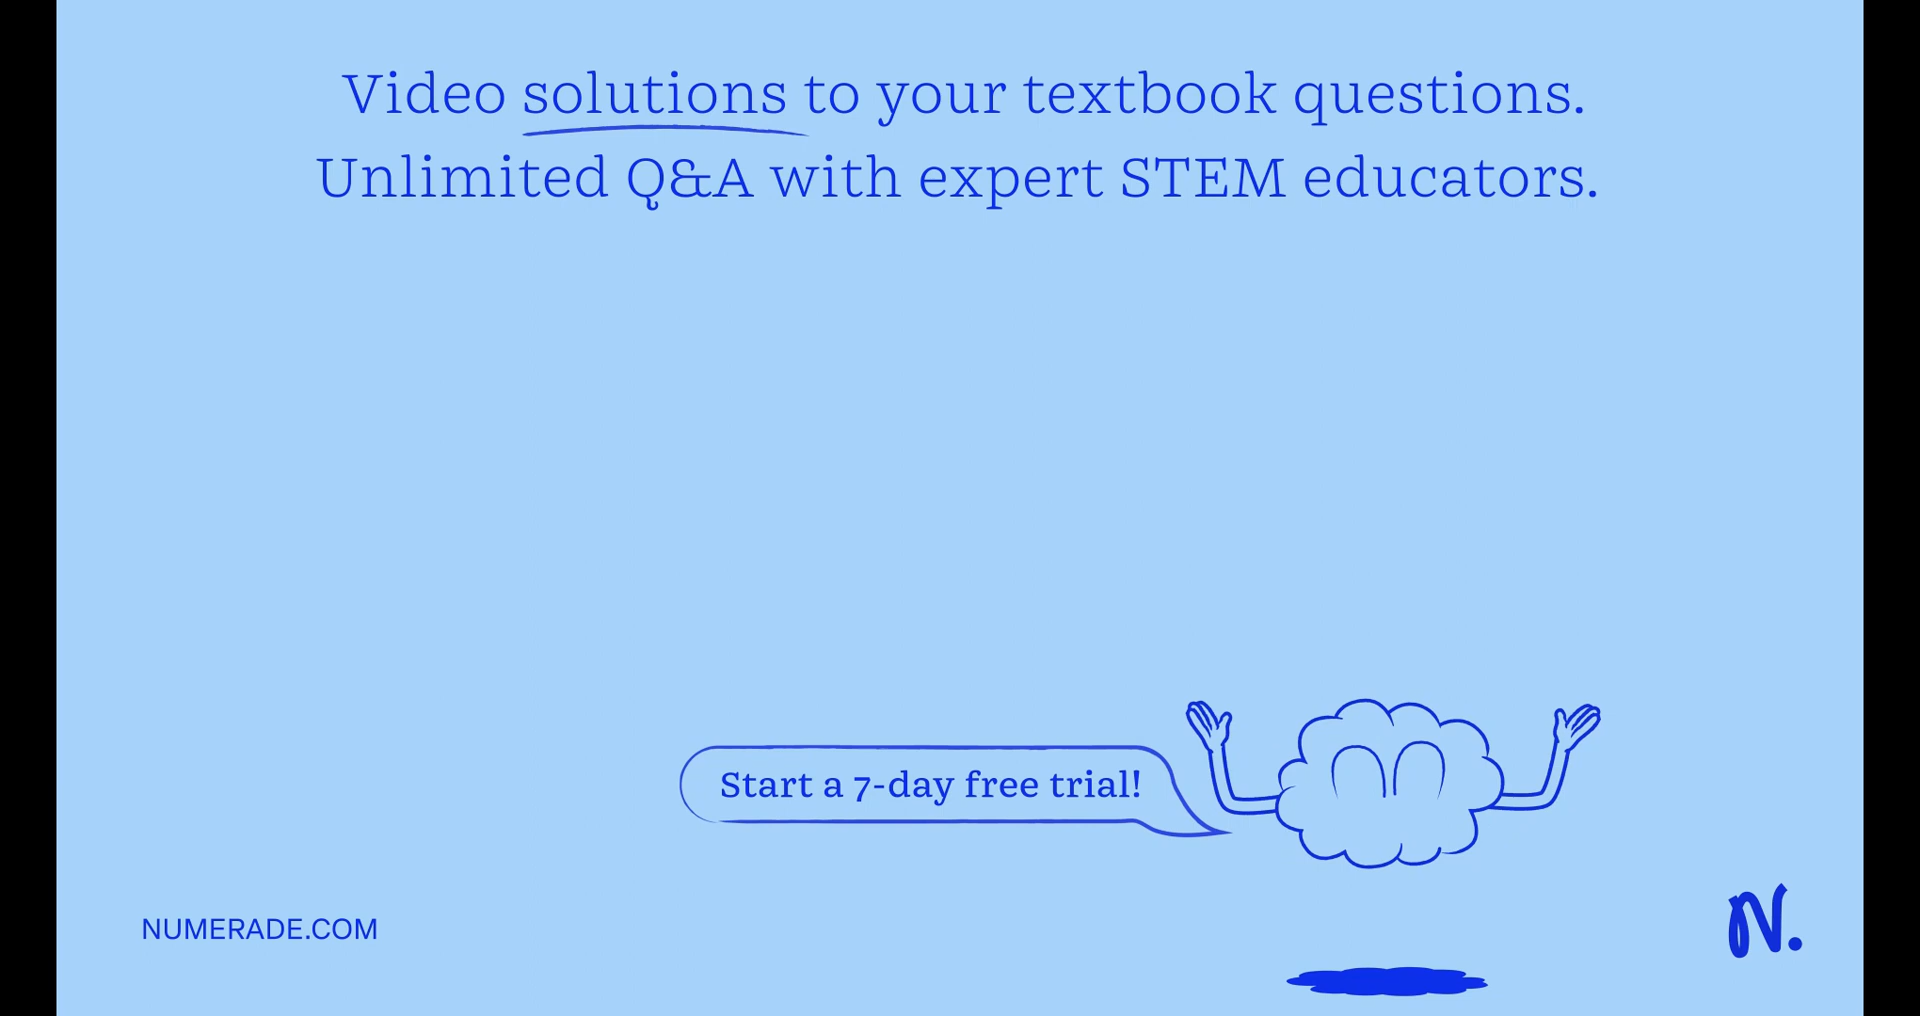 Video solutions to your textbook questions.
Unlimited Q&A with expert STEM educators.
Start a 7-day free trial!
NUMERADE.COM
N.